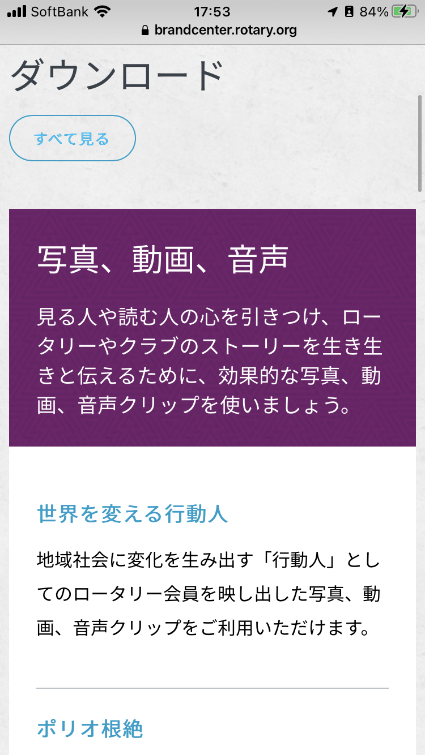 SoftBank 17:53 84%
brandcenter.rotary.org
ダウンロード
すべて見る
写真、動画、音声
見る人や読む人の心を引きつけ、ロー
タリーやクラブのストーリーを生き生
きと伝えるために、効果的な写真、動
画、音声クリップを使いましょう。
世界を変える行動人
地域社会に変化を生み出す「行動人」とし
てのロータリー会員を映し出した写真、動
画、音声クリップをご利用いただけます。
ポリオ根絶